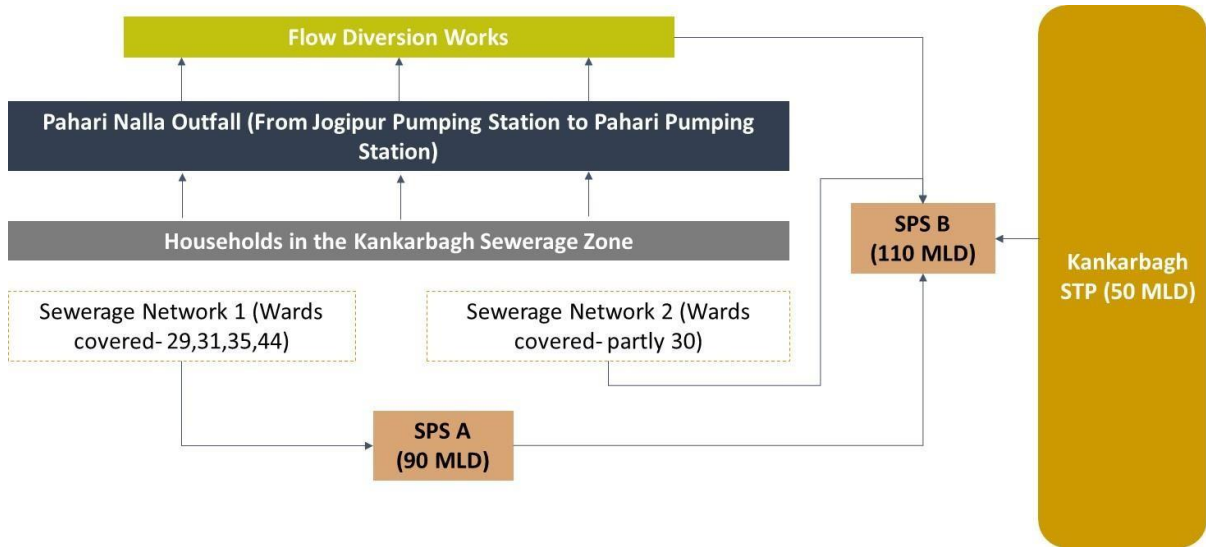 Flow Diversion Works
Pahari Nalla Outfall (From Jogipur Pumping Station to Pahari Pumping
Station)
Households in the Kankarbagh Sewerage Zone
Sewerage Network 1 (Wards
covered- 29,31,35,44)
Sewerage Network 2 (Wards
covered- partly 30)
SPS A
(90 MLD)
SPS B
(110 MLD)
Kankarbagh
STP (50 MLD)